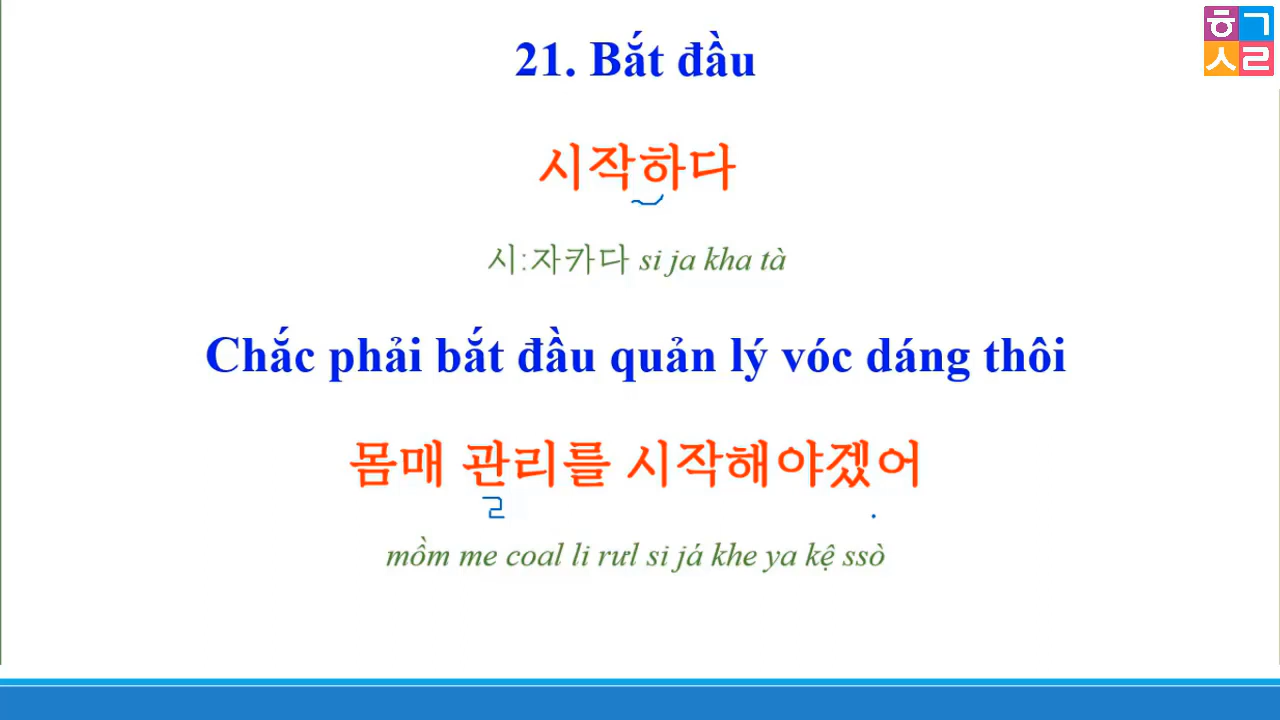 ㅎㄱ
ㅅㄹ
21. Bắt đầu
시작하다
시:자카다 si ja kha tà
Chắc phải bắt đầu quản lý vóc dáng thôi
몸매 관리를 시작해야겠어
ㄹ
mồm me coal li rưl si já khe ya kệ ssò